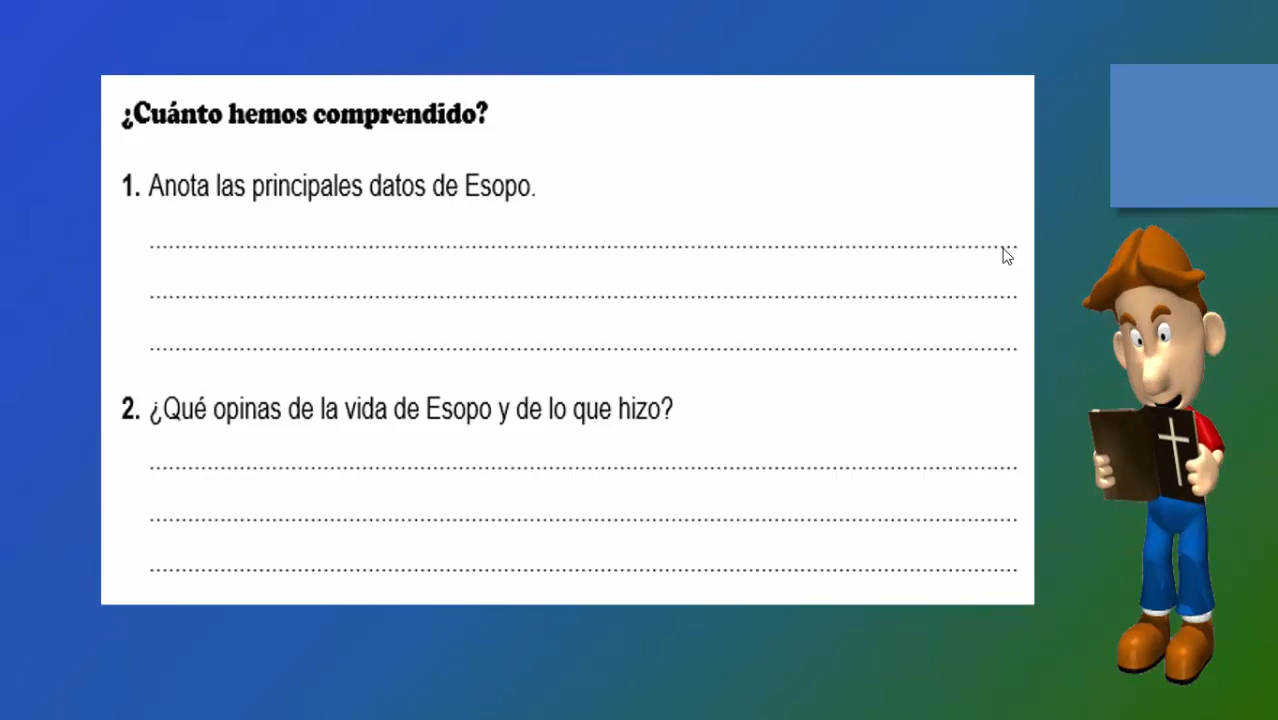 ¿Cuánto hemos comprendido?
1. Anota las principales datos de Esopo.
2. ¿Qué opinas de la vida de Esopo y de lo que hizo?